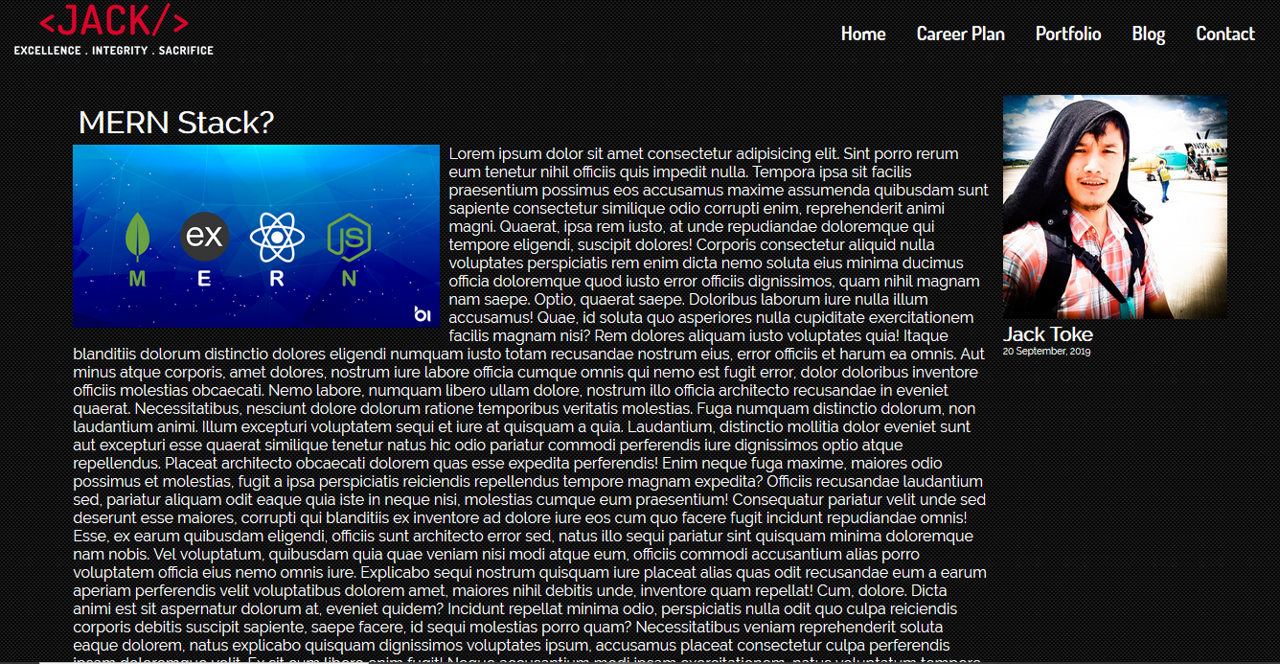 <JACK/>
EXCELLENCE . INTEGRITY . SACRIFICE
Home Career Plan Portfolio Blog Contact
MERN Stack?
ex
JS
M E R N
bi
Lorem ipsum dolor sit amet consectetur adipisicing elit. Sint porro rerum
eum tenetur nihil officiis quis impedit nulla. Tempora ipsa sit facilis
praesentium possimus eos accusamus maxime assumenda quibusdam sunt
sapiente consectetur similique odio corrupti enim, reprehenderit animi
magni. Quaerat, ipsa rem iusto, at unde repudiandae doloremque qui
tempore eligendi, suscipit dolores! Corporis consectetur aliquid nulla
voluptates perspiciatis rem enim dicta nemo soluta eius minima ducimus
officia doloremque quod iusto error officiis dignissimos, quam nihil magnam
nam saepe. Optio, quaerat saepe. Doloribus laborum iure nulla illum
accusamus! Quae, id soluta quo asperiores nulla cupiditate exercitationem
facilis magnam nisi? Rem dolores aliquam iusto voluptates quia! Itaque
blanditiis dolorum distinctio dolores eligendi numquam iusto totam recusandae nostrum eius, error officiis et harum ea omnis. Aut
minus atque corporis, amet dolores, nostrum iure labore officia cumque omnis qui nemo est fugit error, dolor doloribus inventore
officiis molestias obcaecati. Nemo labore, numquam libero ullam dolore, nostrum illo officia architecto recusandae in eveniet
quaerat. Necessitatibus, nesciunt dolore dolorum ratione temporibus veritatis molestias. Fuga numquam distinctio dolorum, non
laudantium animi. Illum excepturi voluptatem sequi et iure at quisquam a quia. Laudantium, distinctio mollitia dolor eveniet sunt
aut excepturi esse quaerat similique tenetur natus hic odio pariatur commodi perferendis iure dignissimos optio atque
repellendus. Placeat architecto obcaecati dolorem quas esse expedita perferendis! Enim neque fuga maxime, maiores odio
possimus et molestias, fugit a ipsa perspiciatis reiciendis repellendus tempore magnam expedita? Officiis recusandae laudantium
sed, pariatur aliquam odit eaque quia iste in neque nisi, molestias cumque eum praesentium! Consequatur pariatur velit unde sed
deserunt esse maiores, corrupti qui blanditiis ex inventore ad dolore iure eos cum quo facere fugit incidunt repudiandae omnis!
Esse, ex earum quibusdam eligendi, officiis sunt architecto error sed, natus illo sequi pariatur sint quisquam minima doloremque
nam nobis. Vel voluptatum, quibusdam quia quae veniam nisi modi atque eum, officiis commodi accusantium alias porro
voluptatem officia eius nemo omnis iure. Explicabo sequi nostrum quisquam iure placeat alias quas odit recusandae eum a earum
aperiam perferendis velit voluptatibus dolorem amet, maiores nihil debitis unde, inventore quam repellat! Cum, dolore. Dicta
animi est sit aspernatur dolorum at, eveniet quidem? Incidunt repellat minima odio, perspiciatis nulla odit quo culpa reiciendis
corporis debitis suscipit sapiente, saepe facere, id sequi molestias porro quam? Necessitatibus veniam reprehenderit soluta
eaque dolorem, natus explicabo quisquam dignissimos voluptates ipsum, accusamus placeat consectetur culpa perferendis
Jack Toke
20 September, 2019